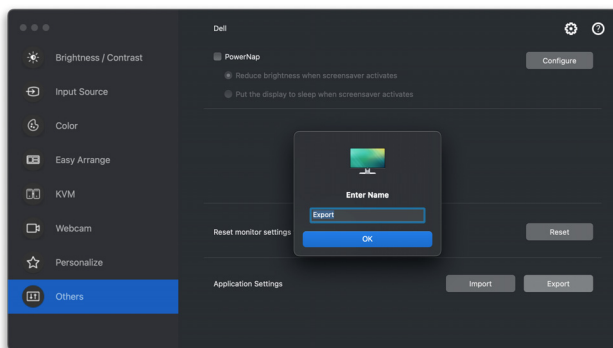 Dell
Brightness / Contrast
Input Source
Color
Easy Arrange
KVM
Webcam
Personalize
Others
PowerNap
Configure
Reduce brightness when screensaver activates
Put the display to sleep when screensaver activates
Enter Name
Export
OK
Reset monitor settings
Reset
Application Settings
Import
Export